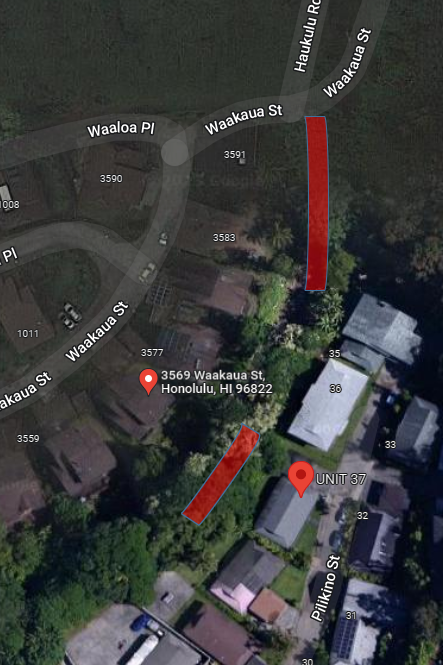 Haukulu Ro
Waakaua St
Waakaua St
Waaloa Pl
3591
3590
1008
3583
Pl
Waakaua St
1011
3577
35
3569 Waakaua St,
Honolulu, HI 96822
36
akaua St
3559
33
UNIT 37
32
Pilikino St
31
30